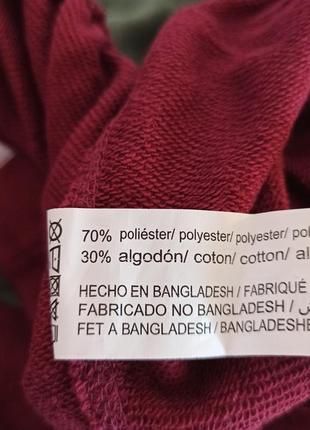 70% poliéster/ polyester/ polyester/ pol
30% algodón/ coton/ cotton/ al
HECHO EN BANGLADESH / FABRIQUÉ
FABRICADO NO BANGLADESH /
FET A BANGLADESH / BANGLADESHE